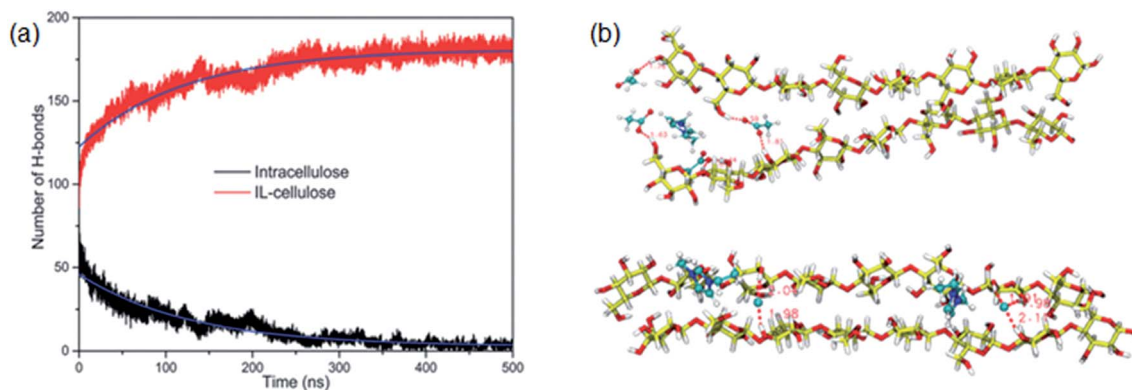 (a)
200
150
100
50
0
Number of H-bonds
Intracellulose
IL-cellulose
0 100 200 300 400 500
Time (ns)
(b)